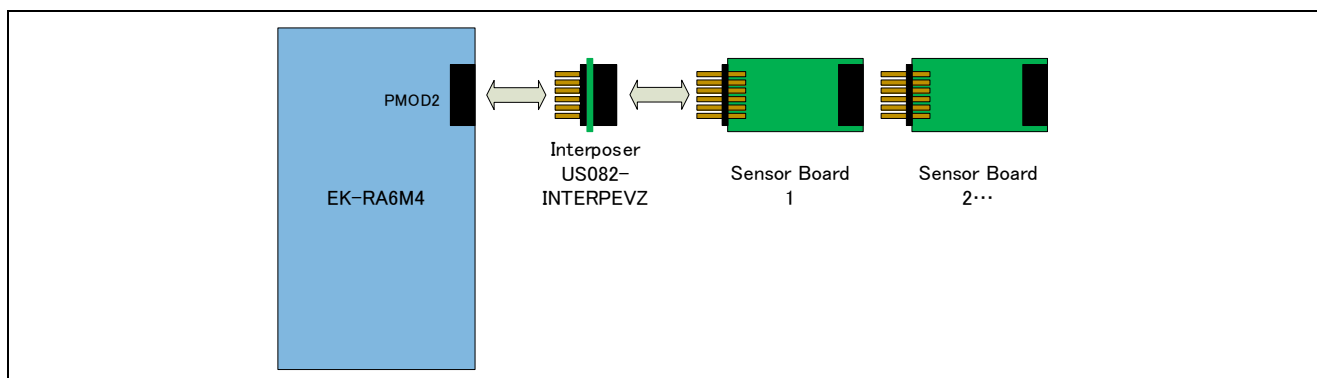 PMOD2
EK-RA6M4
Interposer
US082-
INTERPEVZ
Sensor Board
1
Sensor Board
2･･･